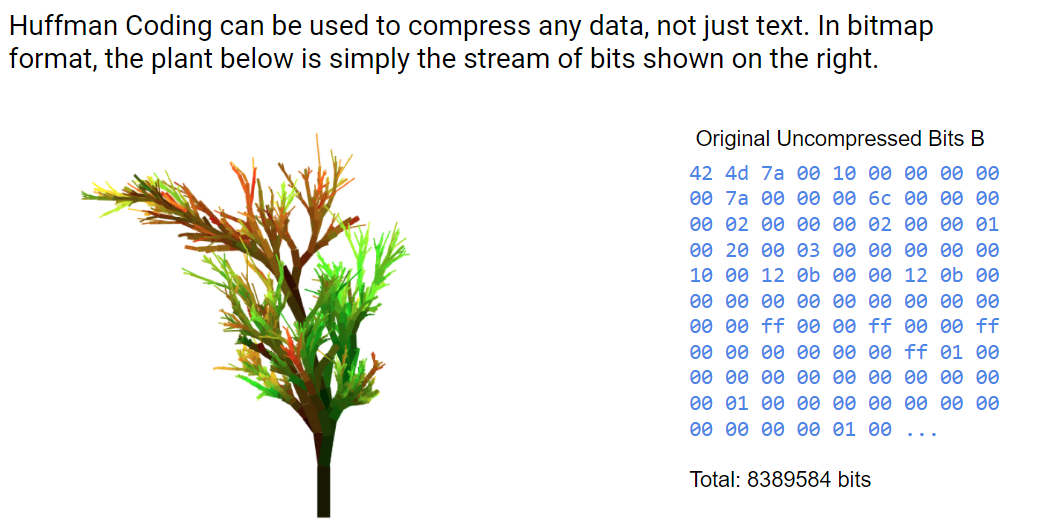 Huffman Coding can be used to compress any data, not just text. In bitmap
format, the plant below is simply the stream of bits shown on the right.
Original Uncompressed Bits B
42 4d 7a 00 10 00 00 00 00
00 7a 00 00 00 6c 00 00 00
00 02 00 00 00 02 00 00 01
00 20 00 03 00 00 00 00 00
10 00 12 0b 00 00 12 0b 00
00 00 00 00 00 00 00 00 00
00 00 ff 00 00 ff 00 00 ff
00 00 00 00 00 00 ff 01 00
00 00 00 00 00 00 00 00 00
00 01 00 00 00 00 00 00 00
00 00 00 00 01 00 ...
Total: 8389584 bits